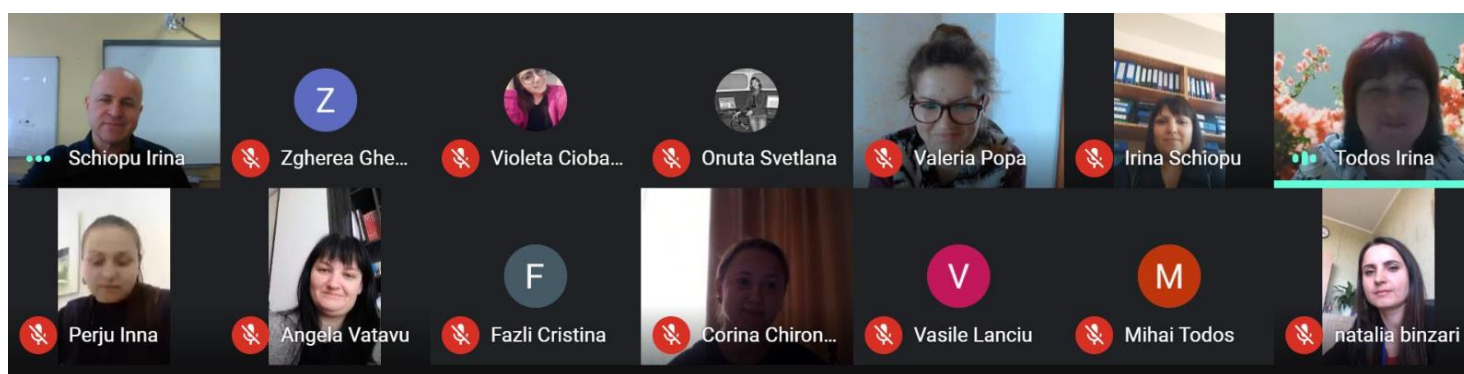 Schiopu Irina
Z
Zgherea Ghe...
Violeta Cioba...
Onuta Svetlana
Valeria Popa
Irina Schiopu
Todos Irina
Perju Inna
Angela Vatavu
F
Fazli Cristina
Corina Chiron...
V
Vasile Lanciu
M
Mihai Todos
natalia binzari